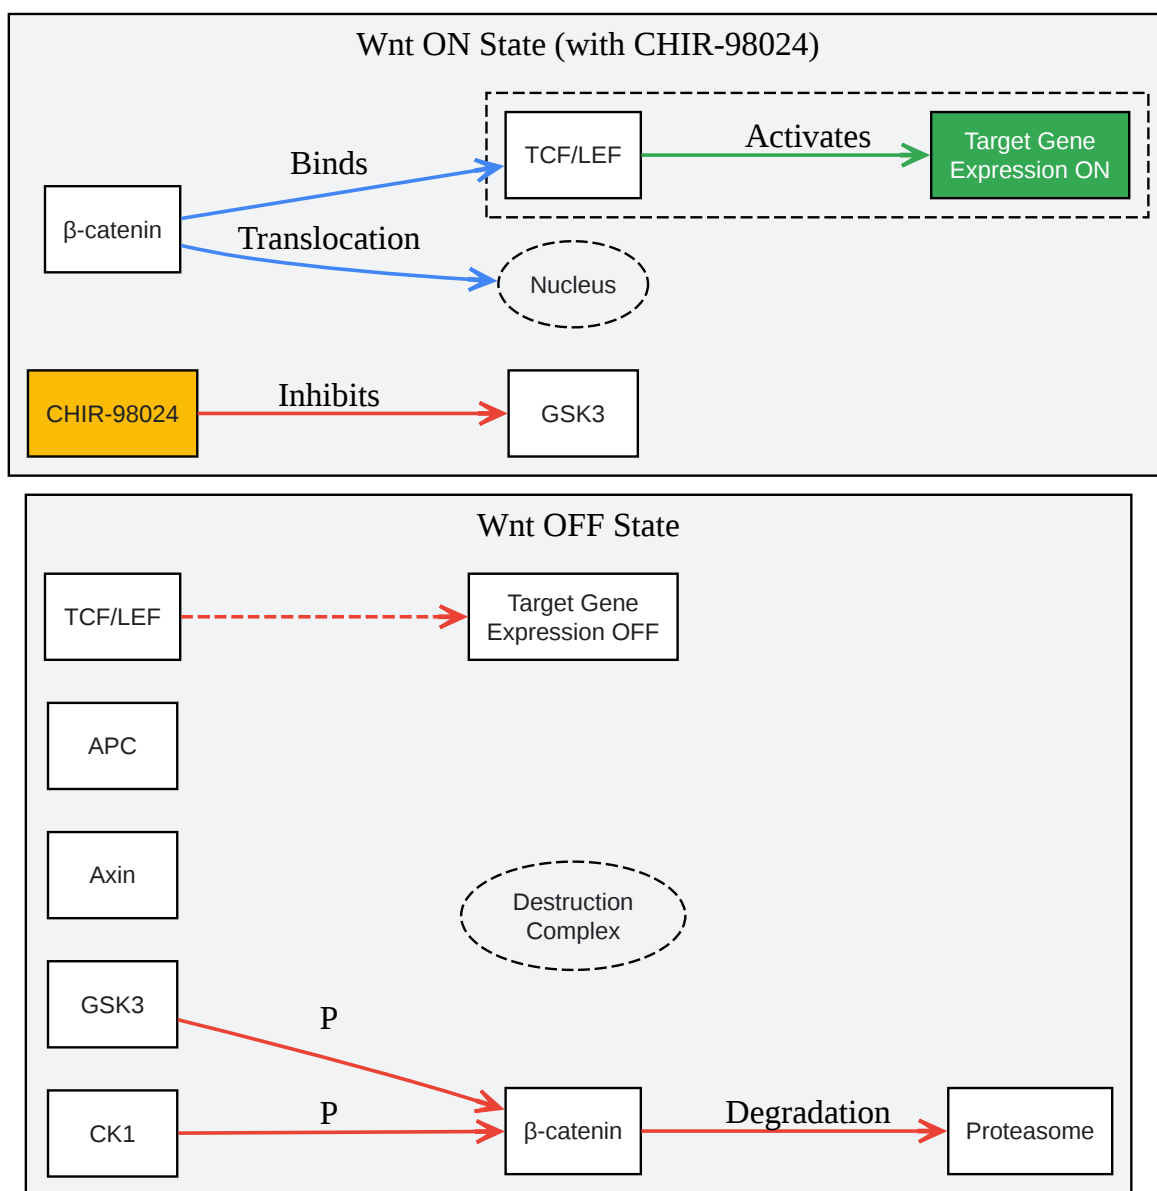 Wnt ON State (with CHIR-98024)
TCF/LEF
Activates
Target Gene
Expression ON
Binds
β-catenin
Translocation
Nucleus
CHIR-98024
Inhibits
GSK3
Wnt OFF State
TCF/LEF
Target Gene
Expression OFF
APC
Axin
Destruction
Complex
GSK3
P
CK1
P
β-catenin
Degradation
Proteasome